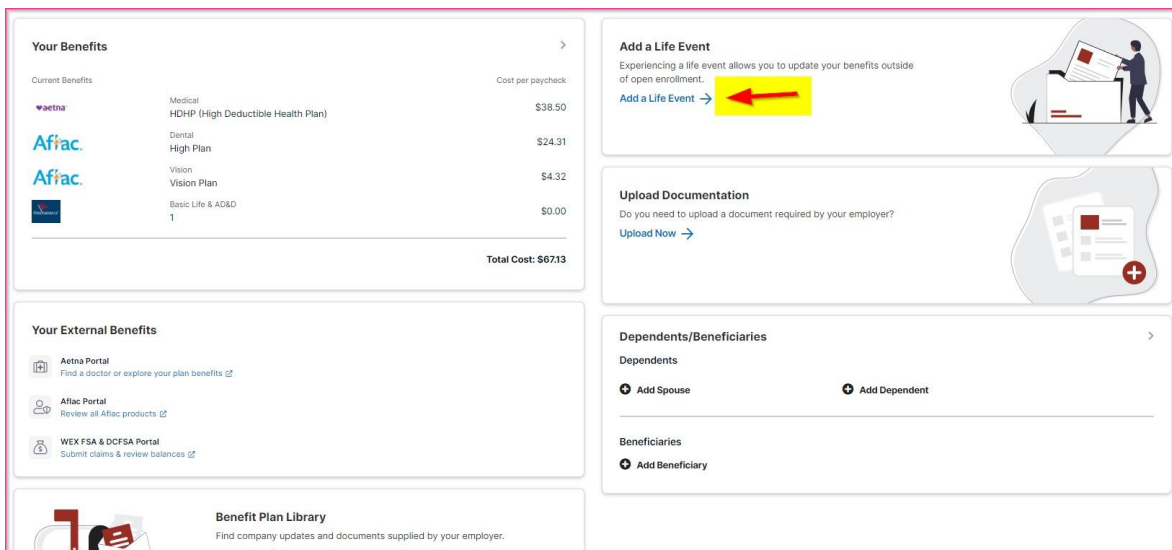 Your Benefits
Current Benefits
Cost per paycheck
aetna
Medical
HDHP (High Deductible Health Plan)
$38.50
Aflac.
Dental
High Plan
$24.31
Aflac.
Vision
Vision Plan
$4.32
Basic Life & AD&D
1
$0.00
Total Cost: $67.13
Your External Benefits
Aetna Portal
Find a doctor or explore your plan benefits
Aflac Portal
Review all Aflac products
WEX FSA & DCFSA Portal
Submit claims & review balances
Benefit Plan Library
Find company updates and documents supplied by your employer.
Add a Life Event
Experiencing a life event allows you to update your benefits outside
of open enrollment.
Add a Life Event
Upload Documentation
Do you need to upload a document required by your employer?
Upload Now
Dependents/Beneficiaries
Dependents
Add Spouse
Add Dependent
Beneficiaries
Add Beneficiary